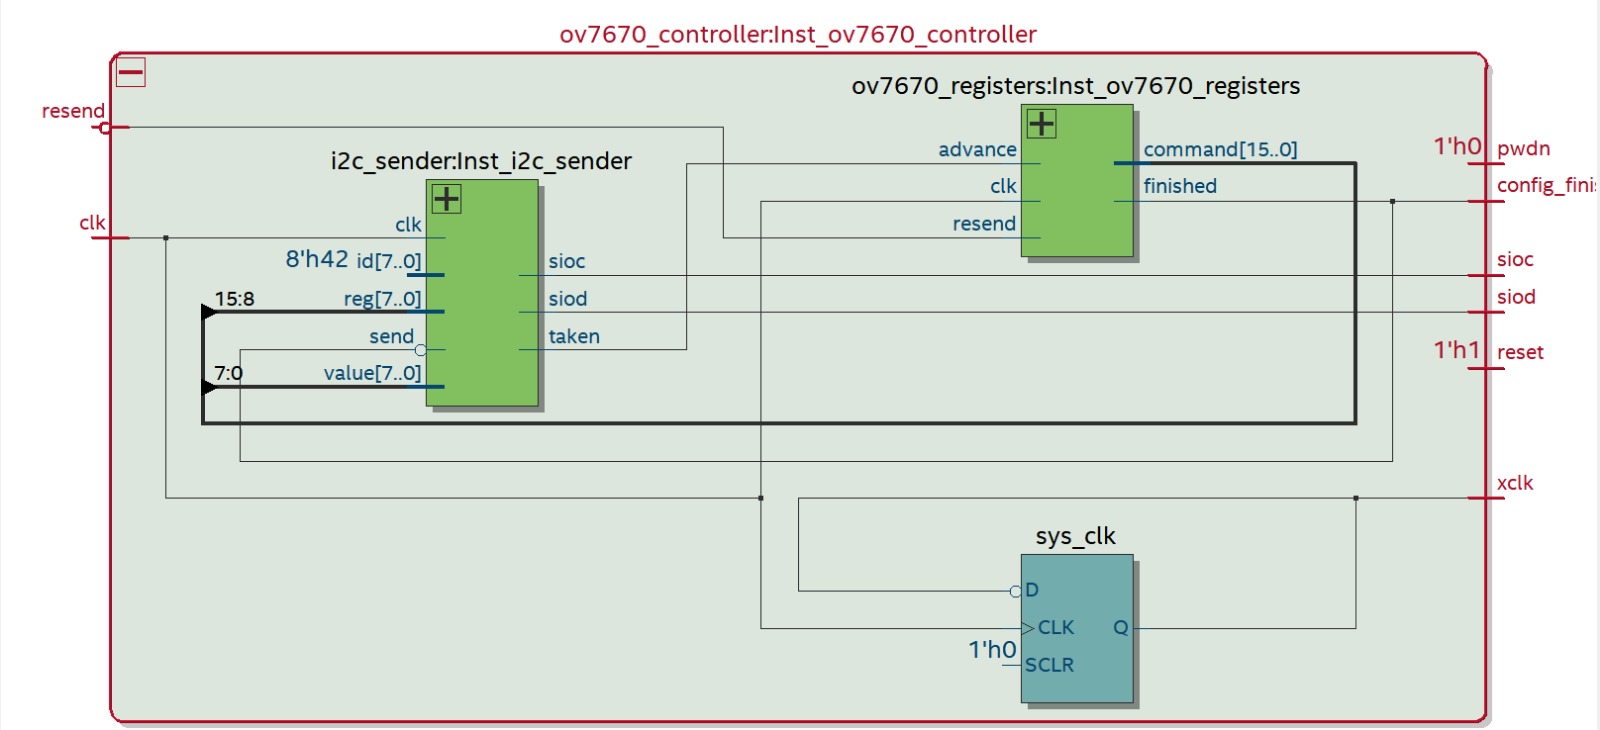 ov7670_controller:Inst_ov7670_controller
ov7670_registers:Inst_ov7670_registers
resend
i2c_sender:Inst_i2c_sender
advance
command[15..0]
1'h0 pwdn
clk
finished
config_fini
clk
clk
resend
8'h42 id[7..0]
sioc
sioc
15:8
reg[7..0]
siod
siod
send
taken
1'h1 reset
7:0
value[7..0]
xclk
sys_clk
D
CLK
Q
1'h0
SCLR